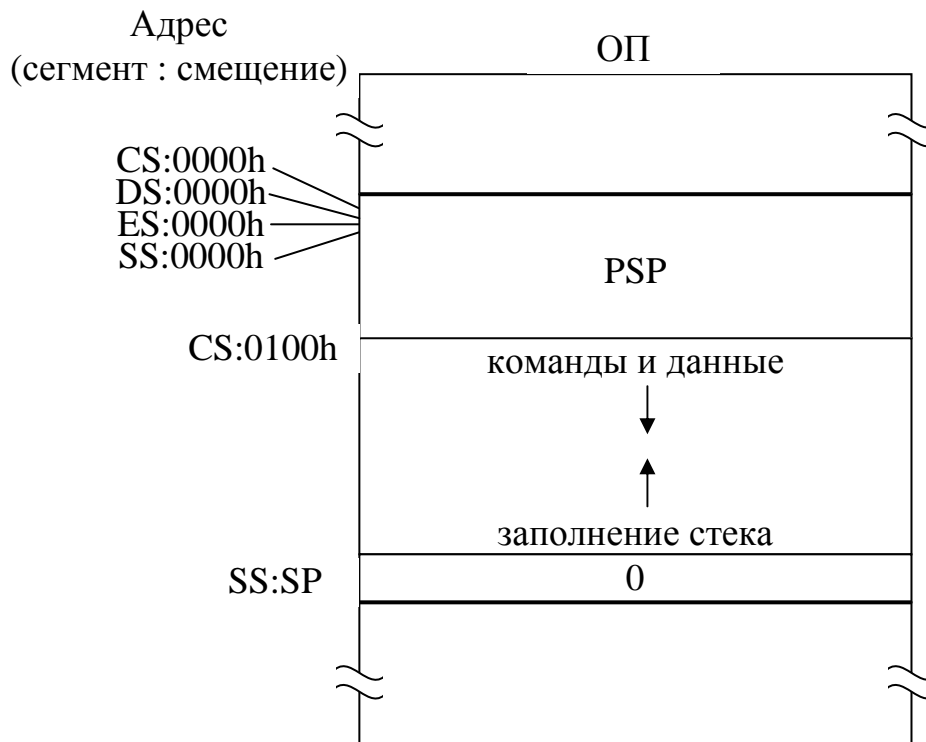 Адрес
(сегмент : смещение)
ОП
CS:0000h
DS:0000h
ES:0000h
SS:0000h
PSP
CS:0100h
команды и данные
заполнение стека
SS:SP
0